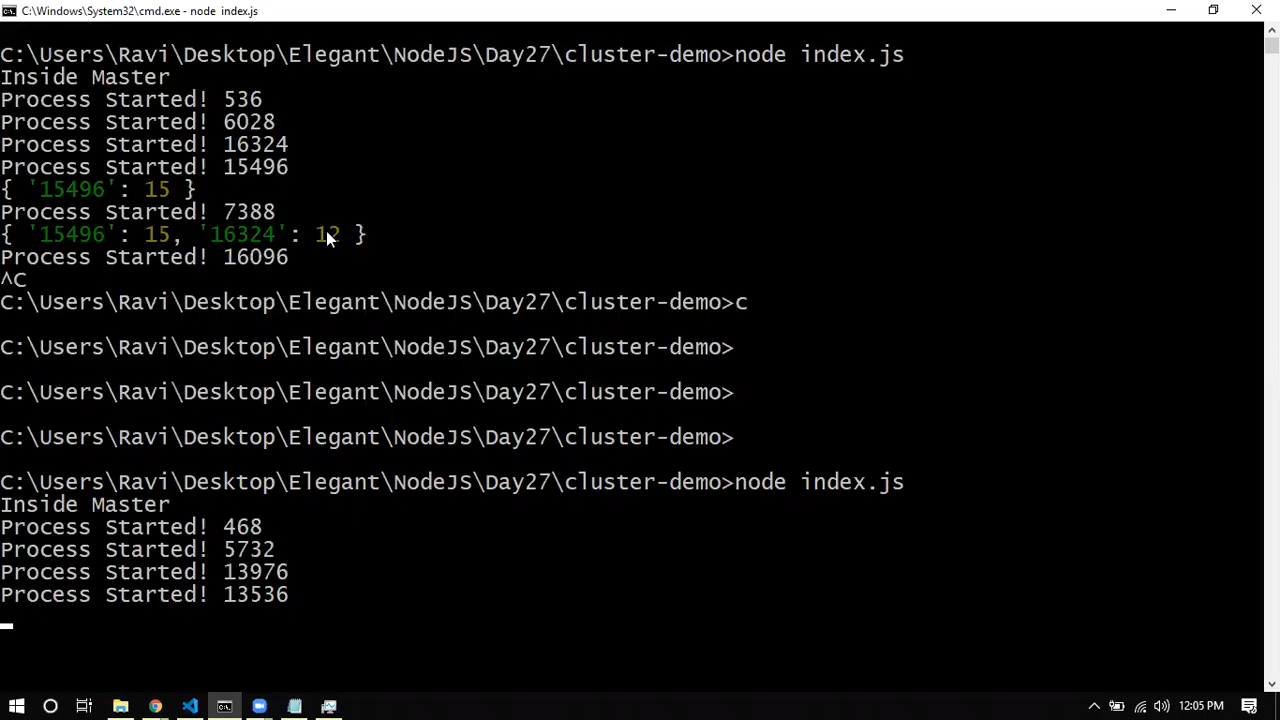 C:\Windows\System32\cmd.exe - node  index.js
C:\Users\Ravi\Desktop\Elegant\NodeJS\Day27\cluster-demo>node index.js
Inside Master
Process Started! 536
Process Started! 6028
Process Started! 16324
Process Started! 15496
{ '15496': 15 }
Process Started! 7388
{ '15496': 15, '16324': 12 }
Process Started! 16096
^C
C:\Users\Ravi\Desktop\Elegant\NodeJS\Day27\cluster-demo>c
C:\Users\Ravi\Desktop\Elegant\NodeJS\Day27\cluster-demo>
C:\Users\Ravi\Desktop\Elegant\NodeJS\Day27\cluster-demo>
C:\Users\Ravi\Desktop\Elegant\NodeJS\Day27\cluster-demo>
C:\Users\Ravi\Desktop\Elegant\NodeJS\Day27\cluster-demo>node index.js
Inside Master
Process Started! 468
Process Started! 5732
Process Started! 13976
Process Started! 13536
12:05 PM